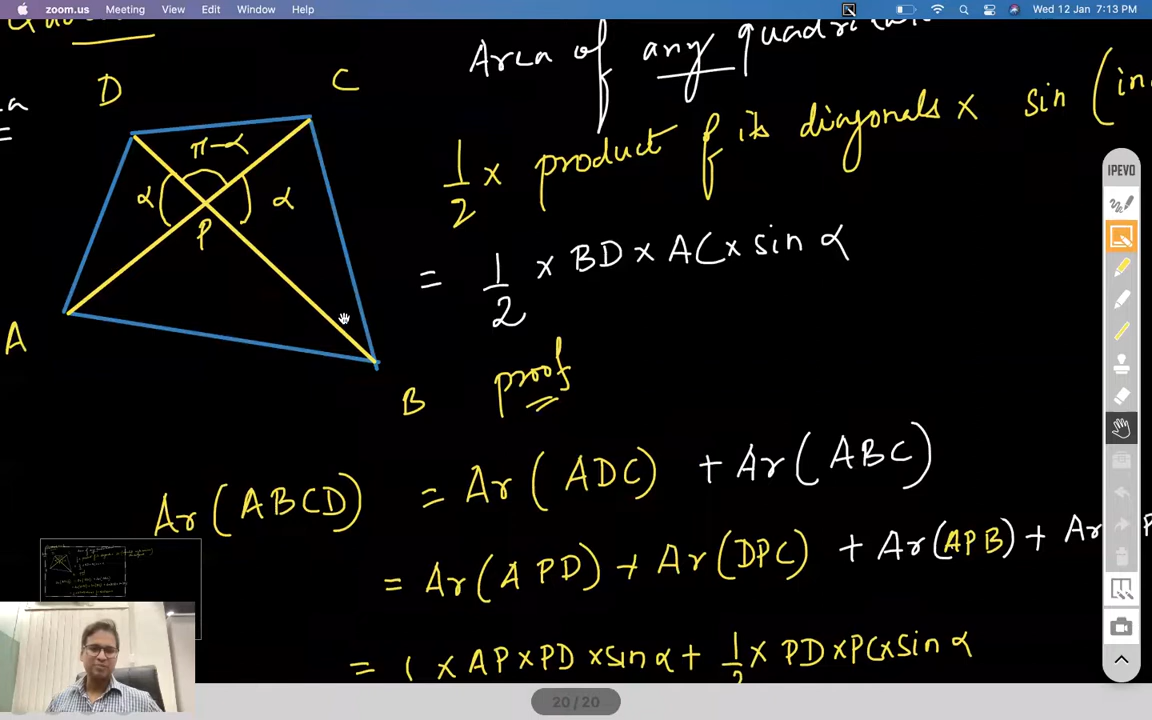 zoom.us Meeting View Edit Window Help Wed 12 Jan 7:13 PM
Area of any
D C
π-α
1/2 × product of its diagonals × sin (in
α α
P
= 1/2 × BD × AC × sin α
A
B proof
Ar(ABCD) = Ar(ADC) + Ar(ABC)
= Ar(APD) + Ar(DPC) + Ar(APB) + Ar
= 1 × AP×PD × sin α + 1/2 × PD×PC×sin α
IPEVO
20/20